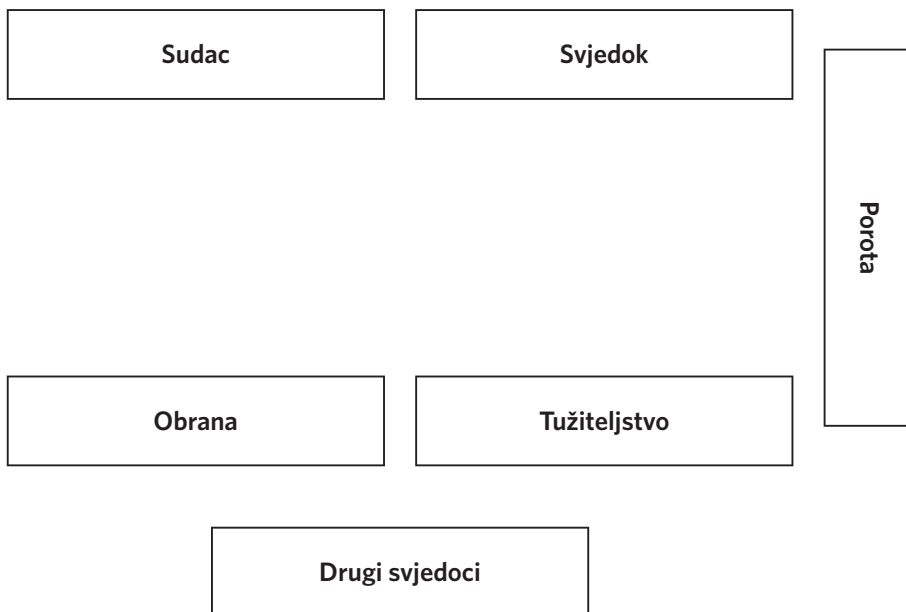 Sudac
Svjedok
Porota
Obrana
Tužiteljstvo
Drugi svjedoci